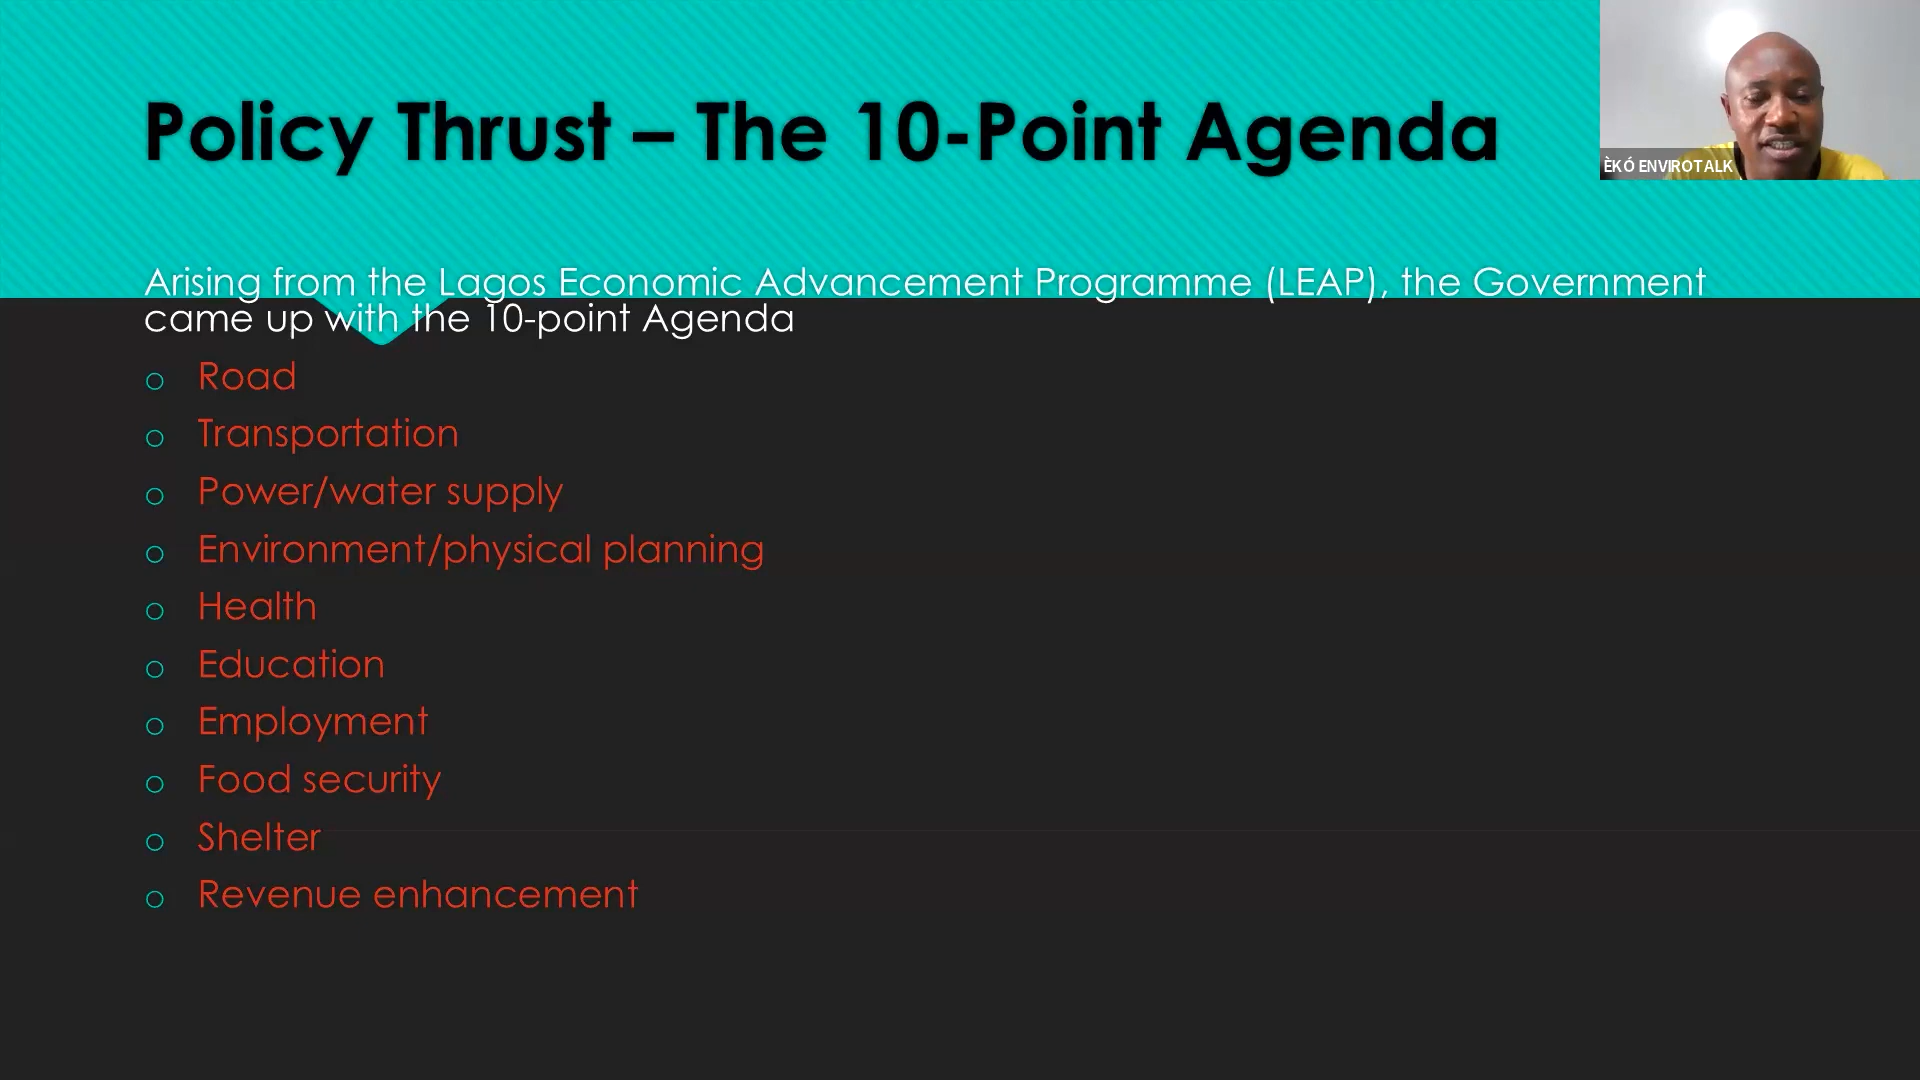 Policy Thrust – The 10-Point Agenda
ÈKÓ ENVIROTALK
Arising from the Lagos Economic Advancement Programme (LEAP), the Government
came up with the 10-point Agenda
o Road
o Transportation
o Power/water supply
o Environment/physical planning
o Health
o Education
o Employment
o Food security
o Shelter
o Revenue enhancement